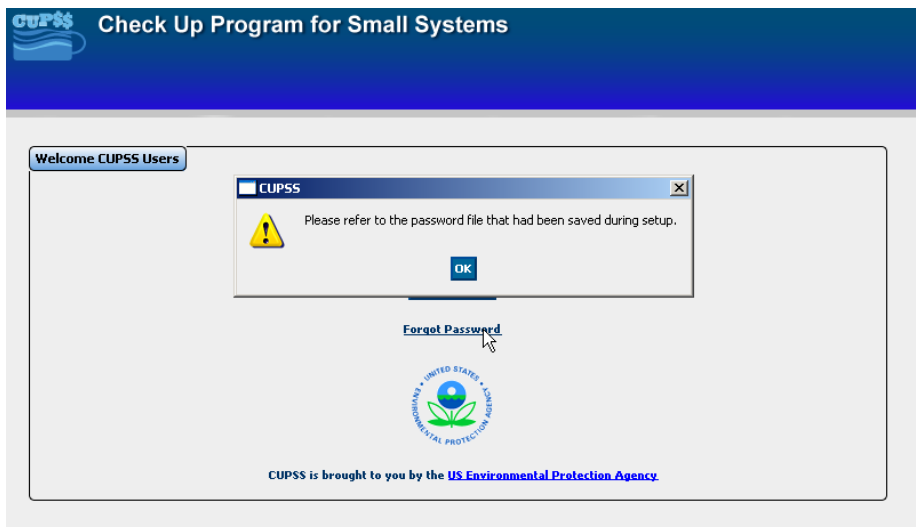 CUP$$
Check Up Program for Small Systems
Welcome CUPSS Users
CUPSS
Please refer to the password file that had been saved during setup.
OK
Forgot Password
UNITED STATES
ENVIRONMENTAL PROTECTION AGENCY
CUPSS is brought to you by the US Environmental Protection Agency